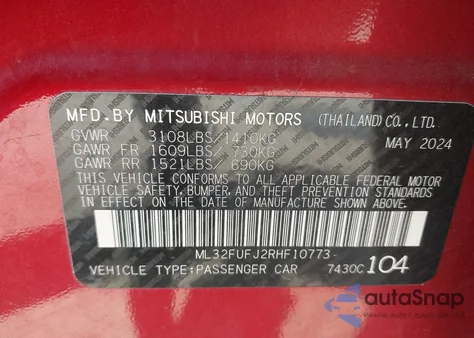 MFD. BY MITSUBISHI MOTORS (THAILAND) CO., LTD.
GVWR 3108LBS/1410KG MAY 2024
GAWR FR 1609LBS/ 730KG
GAWR RR 1521LBS/ 690KG
THIS VEHICLE CONFORMS TO ALL APPLICABLE FEDERAL MOTOR
VEHICLE SAFETY, BUMPER, AND THEFT PREVENTION STANDARDS
IN EFFECT ON THE DATE OF MANUFACTURE SHOWN ABOVE.
ML32FUFJ2RHF10773
VEHICLE TYPE:PASSENGER CAR 7430C104
autoSnap